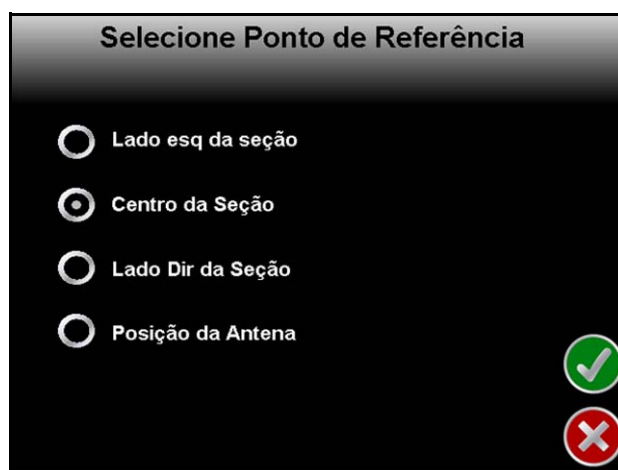 Selecione Ponto de Referência
Lado esq da seção
Centro da Seção
Lado Dir da Seção
Posição da Antena